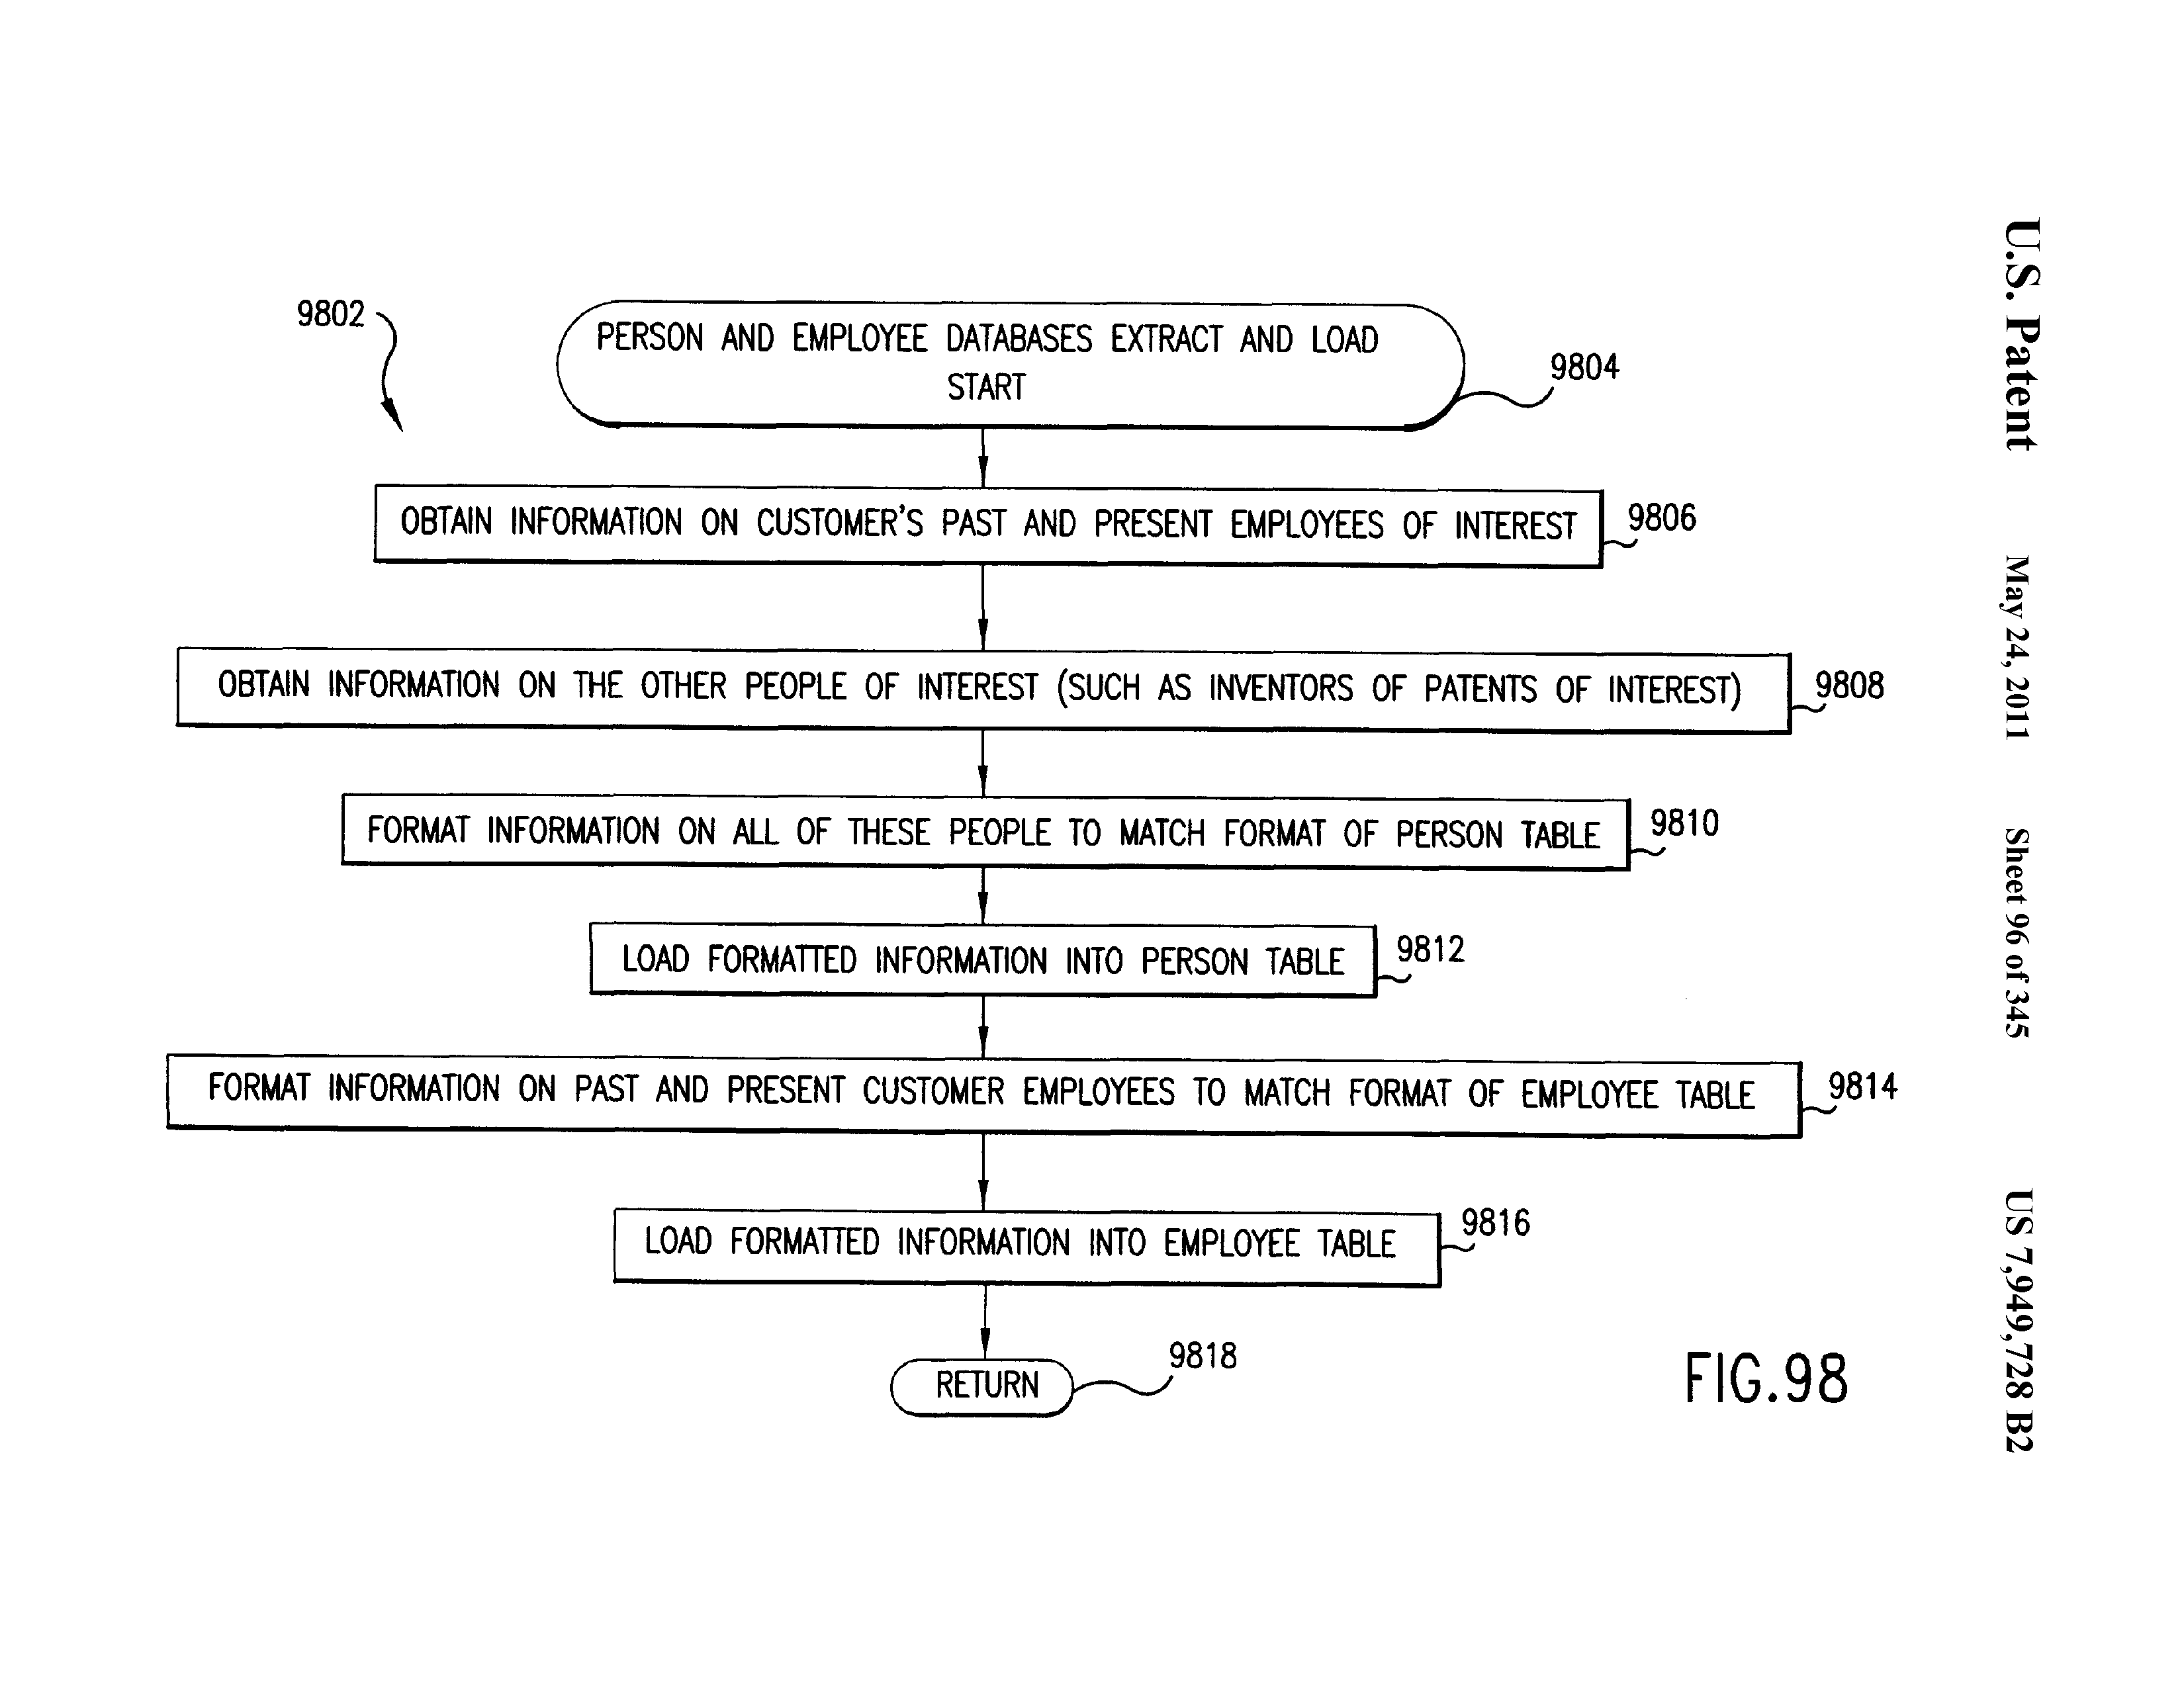 U.S. Patent May 24, 2011 Sheet 96 of 345 US 7,949,728 B2
9802
PERSON AND EMPLOYEE DATABASES EXTRACT AND LOAD
START
9804
OBTAIN INFORMATION ON CUSTOMER'S PAST AND PRESENT EMPLOYEES OF INTEREST
9806
OBTAIN INFORMATION ON THE OTHER PEOPLE OF INTEREST (SUCH AS INVENTORS OF PATENTS OF INTEREST)
9808
FORMAT INFORMATION ON ALL OF THESE PEOPLE TO MATCH FORMAT OF PERSON TABLE
9810
LOAD FORMATTED INFORMATION INTO PERSON TABLE
9812
FORMAT INFORMATION ON PAST AND PRESENT CUSTOMER EMPLOYEES TO MATCH FORMAT OF EMPLOYEE TABLE
9814
LOAD FORMATTED INFORMATION INTO EMPLOYEE TABLE
9816
RETURN
9818
FIG.98